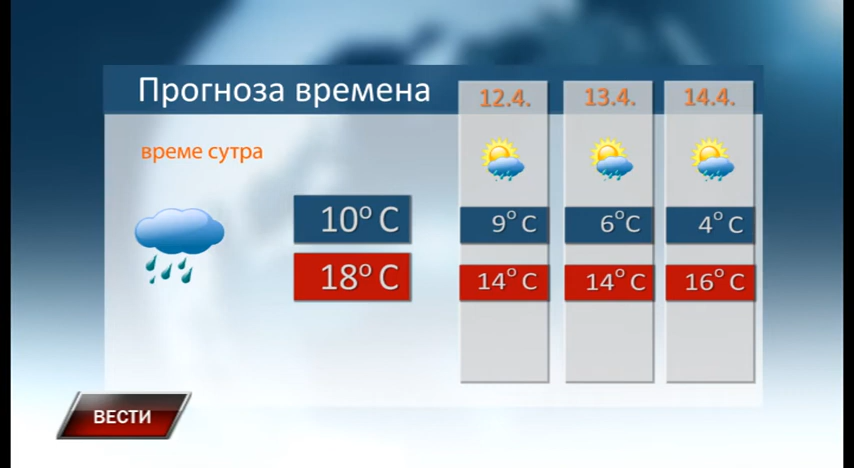 Прогноза времена
време сутра
10° C
18° C
12.4. 13.4. 14.4.
9° C 6°C 4° C
14° C 14° C 16° C
ВЕСТИ